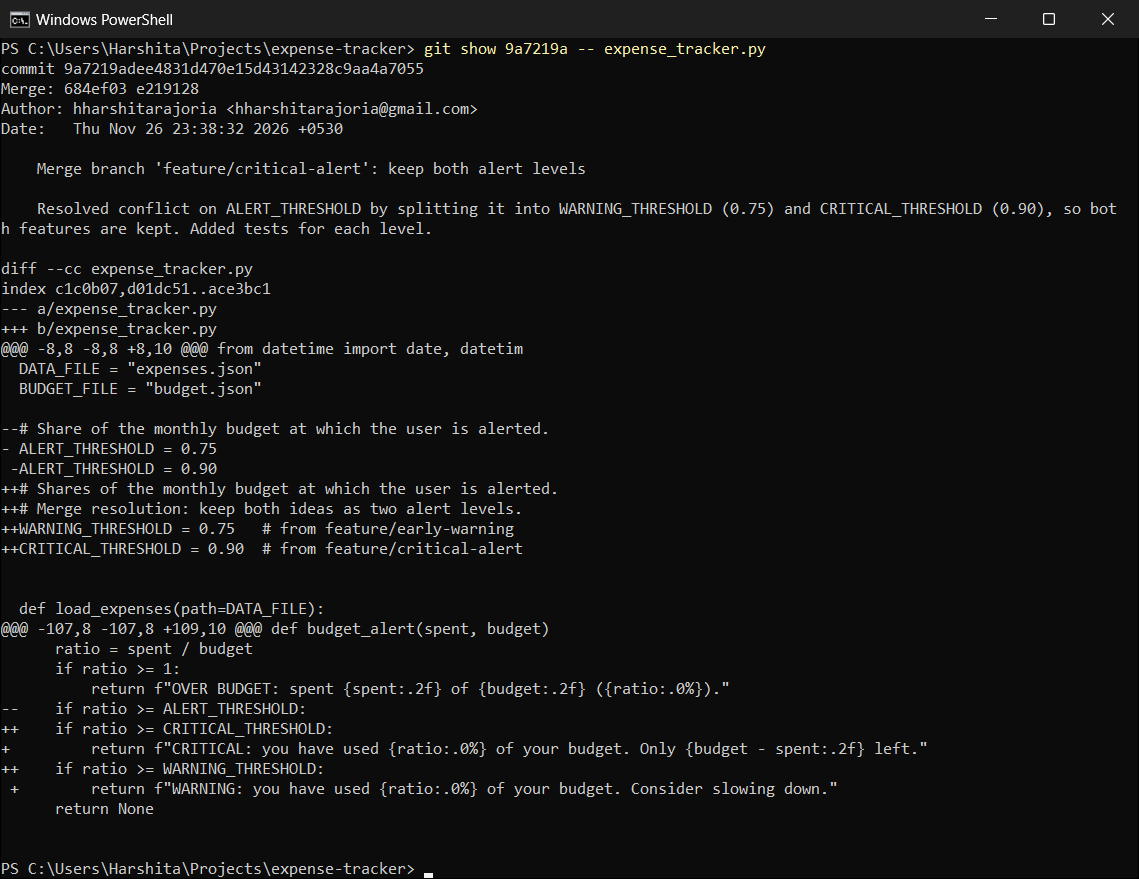 Windows PowerShell
PS C:\Users\Harshita\Projects\expense-tracker> git show 9a7219a -- expense_tracker.py
commit 9a7219adee4831d470e15d43142328c9aa4a7055
Merge: 684ef03 e219128
Author: hharshitarajoria <hharshitarajoria@gmail.com>
Date:   Thu Nov 26 23:38:32 2026 +0530

    Merge branch 'feature/critical-alert': keep both alert levels

    Resolved conflict on ALERT_THRESHOLD by splitting it into WARNING_THRESHOLD (0.75) and CRITICAL_THRESHOLD (0.90), so bot
h features are kept. Added tests for each level.

diff --cc expense_tracker.py
index c1c0b07,d01dc51..ace3bc1
--- a/expense_tracker.py
+++ b/expense_tracker.py
@@@ -8,8 -8,8 +8,10 @@@ from datetime import date, datetim
  DATA_FILE = "expenses.json"
  BUDGET_FILE = "budget.json"

--# Share of the monthly budget at which the user is alerted.
- ALERT_THRESHOLD = 0.75
 -ALERT_THRESHOLD = 0.90
++# Shares of the monthly budget at which the user is alerted.
++# Merge resolution: keep both ideas as two alert levels.
++WARNING_THRESHOLD = 0.75   # from feature/early-warning
++CRITICAL_THRESHOLD = 0.90  # from feature/critical-alert


  def load_expenses(path=DATA_FILE):
@@@ -107,8 -107,8 +109,10 @@@ def budget_alert(spent, budget)
      ratio = spent / budget
      if ratio >= 1:
          return f"OVER BUDGET: spent {spent:.2f} of {budget:.2f} ({ratio:.0%})."
--    if ratio >= ALERT_THRESHOLD:
++    if ratio >= CRITICAL_THRESHOLD:
+         return f"CRITICAL: you have used {ratio:.0%} of your budget. Only {budget - spent:.2f} left."
++    if ratio >= WARNING_THRESHOLD:
 +        return f"WARNING: you have used {ratio:.0%} of your budget. Consider slowing down."
      return None


PS C:\Users\Harshita\Projects\expense-tracker>